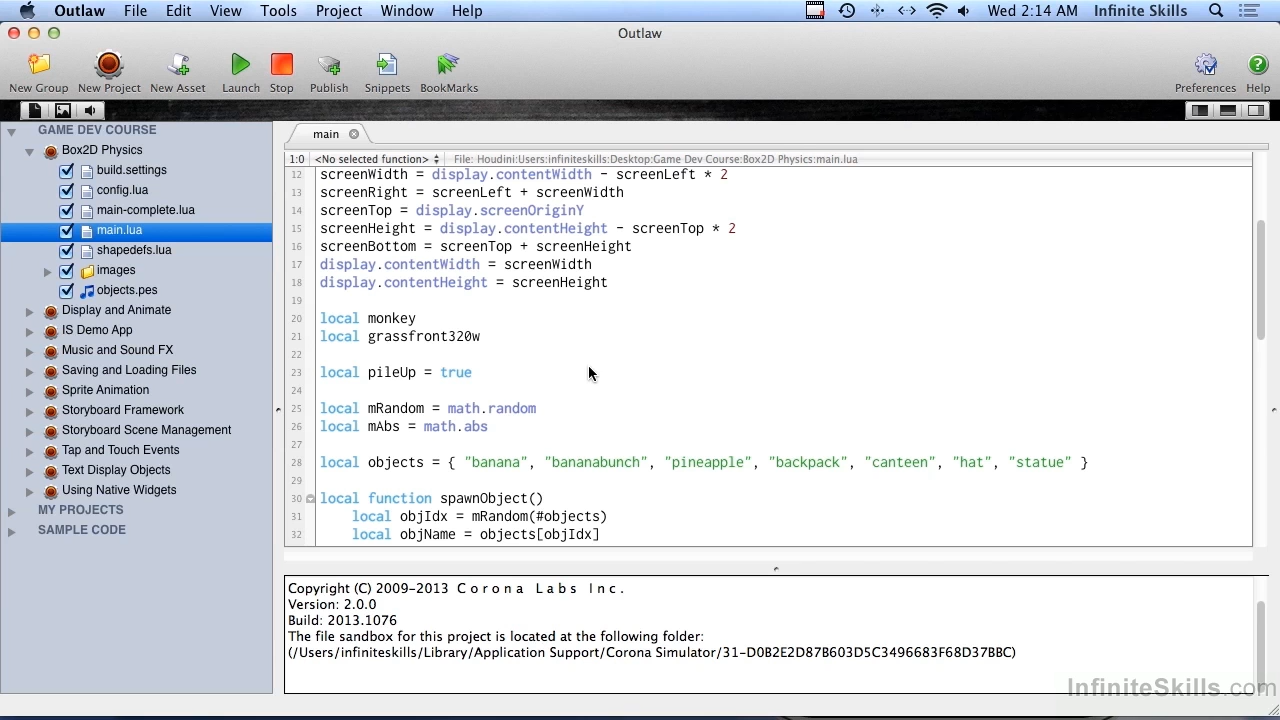 Outlaw File Edit View Tools Project Window Help Wed 2:14 AM Infinite Skills
Outlaw
New Group New Project New Asset Launch Stop Publish Snippets BookMarks Preferences Help
GAME DEV COURSE
Box2D Physics
build.settings
config.lua
main-complete.lua
main.lua
shapedefs.lua
images
objects.pes
Display and Animate
IS Demo App
Music and Sound FX
Saving and Loading Files
Sprite Animation
Storyboard Framework
Storyboard Scene Management
Tap and Touch Events
Text Display Objects
Using Native Widgets
MY PROJECTS
SAMPLE CODE
main
1:0 <No selected function> File: Houdini:Users:infiniteskills:Desktop:Game Dev Course:Box2D Physics:main.lua
12 screenWidth = display.contentWidth - screenLeft * 2
13 screenRight = screenLeft + screenWidth
14 screenTop = display.screenOriginY
15 screenHeight = display.contentHeight - screenTop * 2
16 screenBottom = screenTop + screenHeight
17 display.contentWidth = screenWidth
18 display.contentHeight = screenHeight
19
20 local monkey
21 local grassfront320w
22
23 local pileUp = true
24
25 local mRandom = math.random
26 local mAbs = math.abs
27
28 local objects = { "banana", "bananabunch", "pineapple", "backpack", "canteen", "hat", "statue" }
29
30 local function spawnObject()
31 local objIdx = mRandom(#objects)
32 local objName = objects[objIdx]
Copyright (C) 2009-2013 C o r o n a L a b s I n c .
Version: 2.0.0
Build: 2013.1076
The file sandbox for this project is located at the following folder:
(/Users/infiniteskills/Library/Application Support/Corona Simulator/31-D0B2E2D87B603D5C3496683F68D37BBC)
InfiniteSkills.com